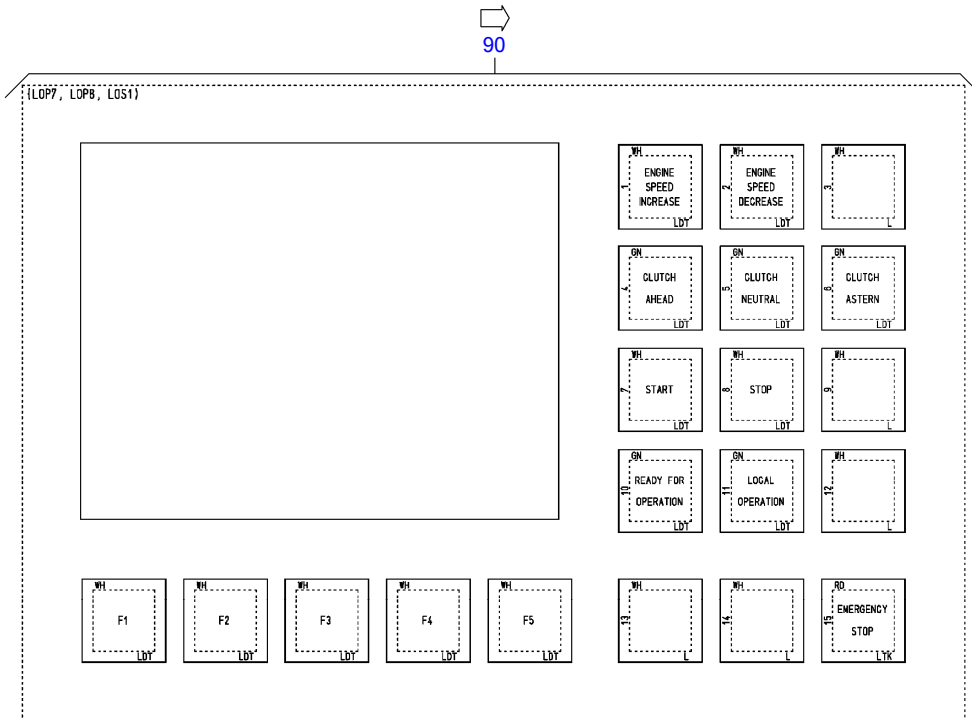 90
(LOP7, LOP8, LOS1)
WH
1
ENGINE
SPEED
INCREASE
LDT
WH
2
ENGINE
SPEED
DECREASE
LDT
WH
3
L
GN
4
CLUTCH
AHEAD
LDT
GN
5
CLUTCH
NEUTRAL
LDT
GN
6
CLUTCH
ASTERN
LDT
WH
7
START
LDT
WH
8
STOP
LDT
WH
9
L
GN
10
READY FOR
OPERATION
LDT
GN
11
LOCAL
OPERATION
LDT
WH
12
L
WH
F1
LDT
WH
F2
LDT
WH
F3
LDT
WH
F4
LDT
WH
F5
LDT
WH
13
L
WH
14
L
RD
15
EMERGENCY
STOP
LTK